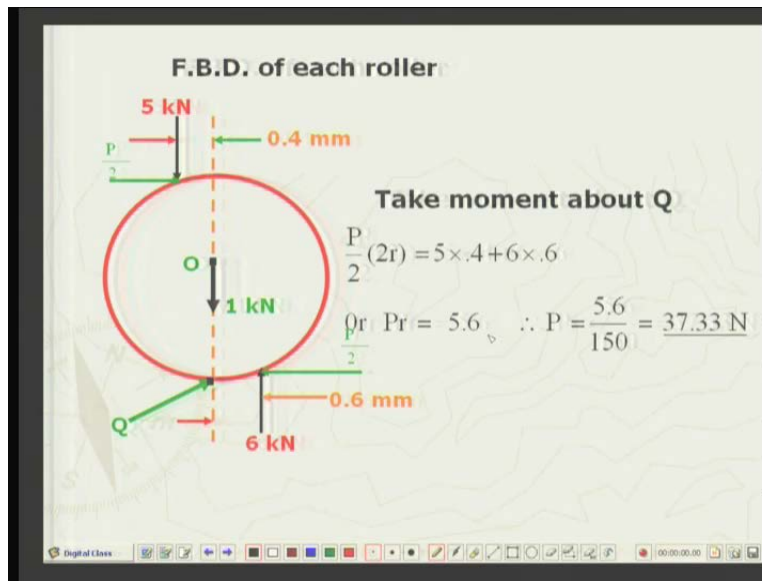 F.B.D. of each roller
5 kN
0.4 mm
P/2
Take moment about Q
P/2 (2r) = 5×.4+6×.6
O
1 kN
0r Pr = 5.6 ∴ P = 5.6/150 = 37.33 N
P/2
0.6 mm
Q
6 kN
Digital Class
00:00:00.00